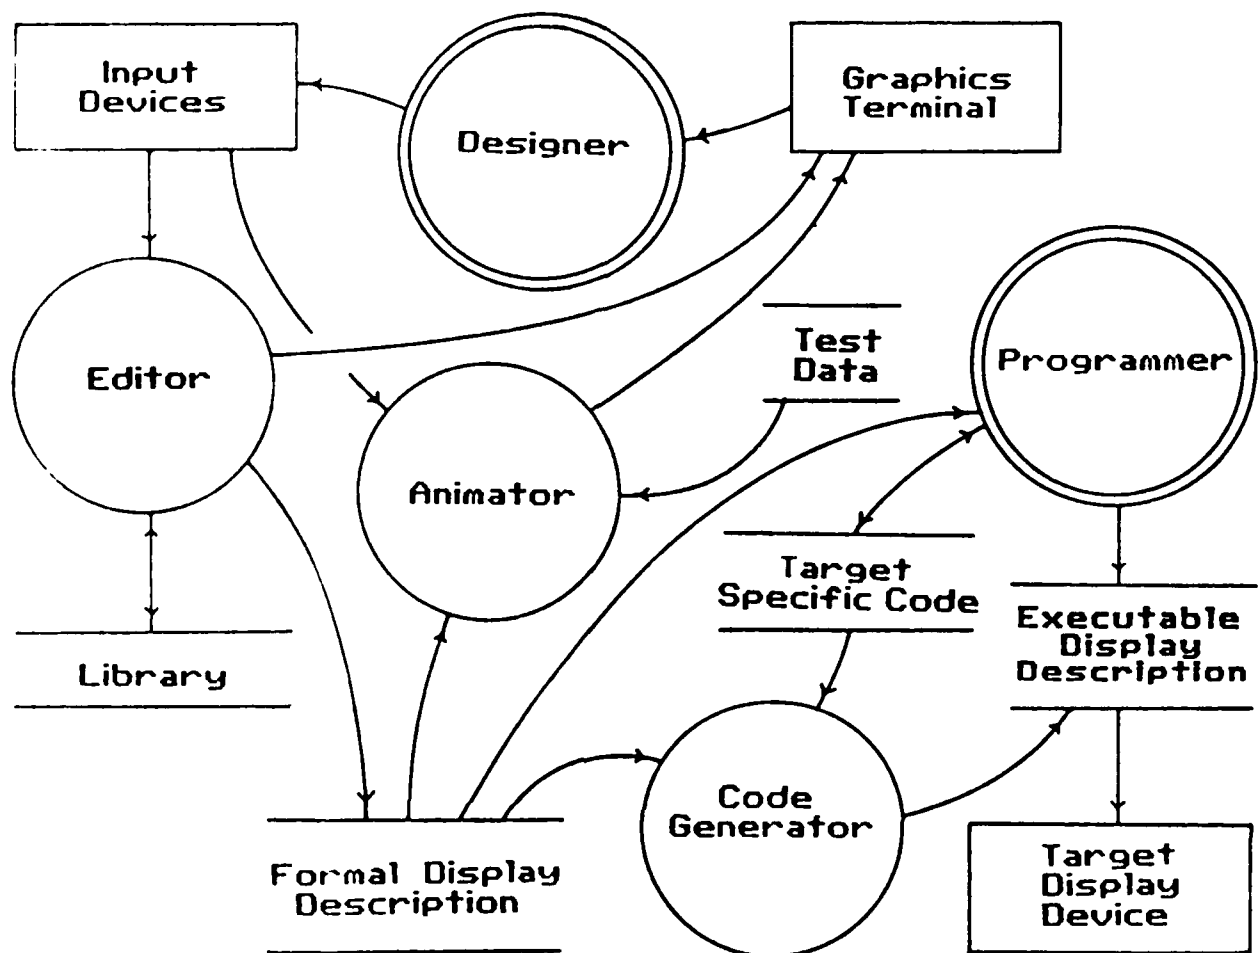 Input
Devices
Designer
Graphics
Terminal
Editor
Test
Data
Programmer
Animator
Target
Specific Code
Executable
Display
Description
Library
Code
Generator
Formal Display
Description
Target
Display
Device